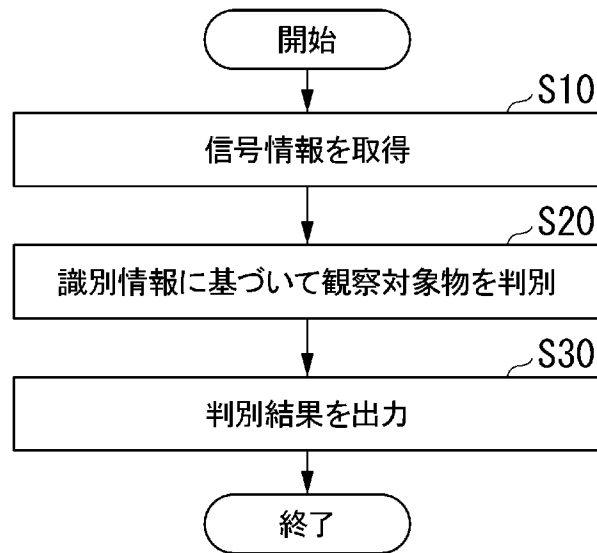 開始
S10
信号情報を取得
S20
識別情報に基づいて観察対象物を判別
S30
判別結果を出力
終了